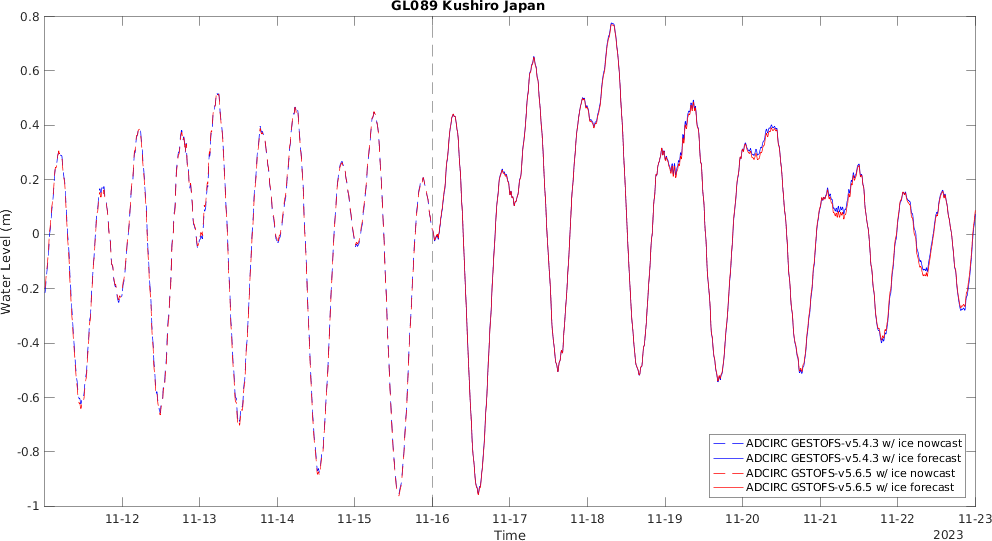 GL089 Kushiro Japan
0.8
0.6
0.4
0.2
0
-0.2
-0.4
-0.6
-0.8
-1
Water Level (m)
ADCIRC GESTOFS-v5.4.3 w/ ice nowcast
ADCIRC GESTOFS-v5.4.3 w/ ice forecast
ADCIRC GSTOFS-v5.6.5 w/ ice nowcast
ADCIRC GSTOFS-v5.6.5 w/ ice forecast
11-12 11-13 11-14 11-15 11-16 11-17 11-18 11-19 11-20 11-21 11-22 11-23
Time
2023